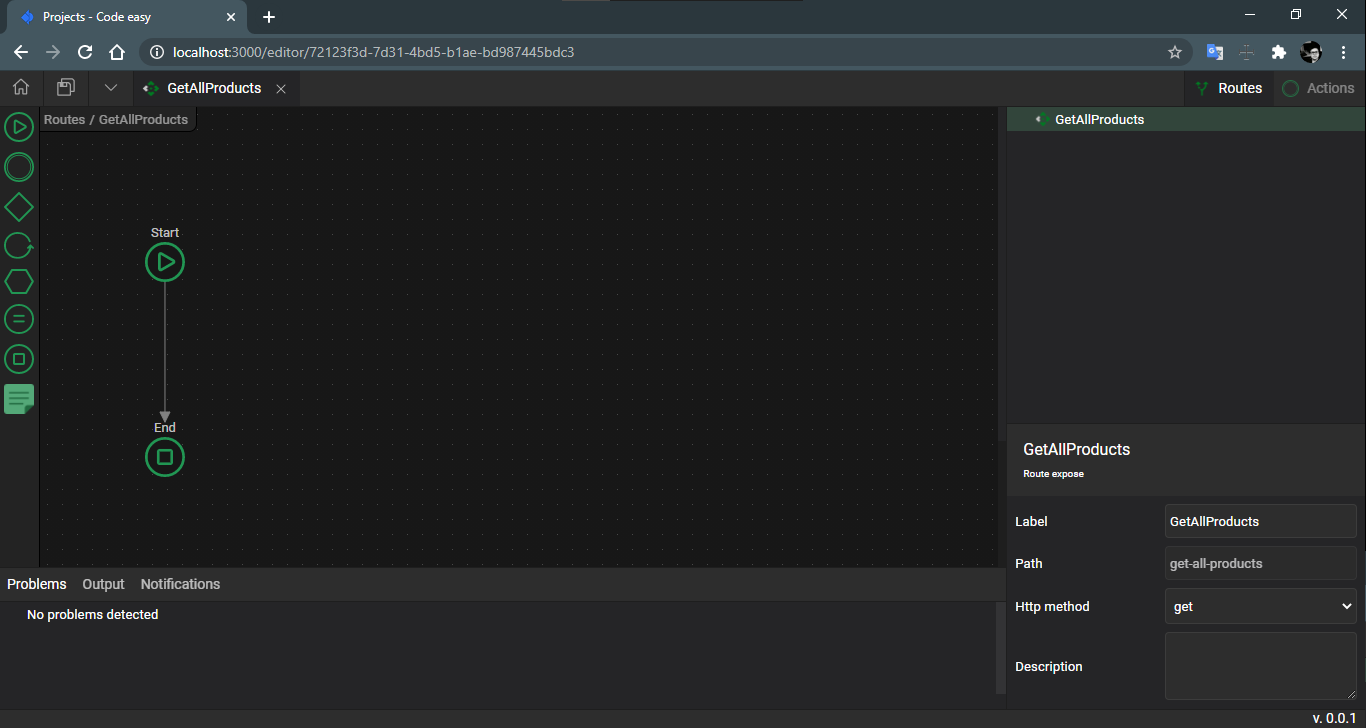 Projects - Code easy
localhost:3000/editor/72123f3d-7d31-4bd5-b1ae-bd987445bdc3
GetAllProducts
Routes
Actions
Routes / GetAllProducts
GetAllProducts
Start
End
GetAllProducts
Route expose
Label
GetAllProducts
Path
get-all-products
Http method
get
Description
Problems
Output
Notifications
No problems detected
v. 0.0.1